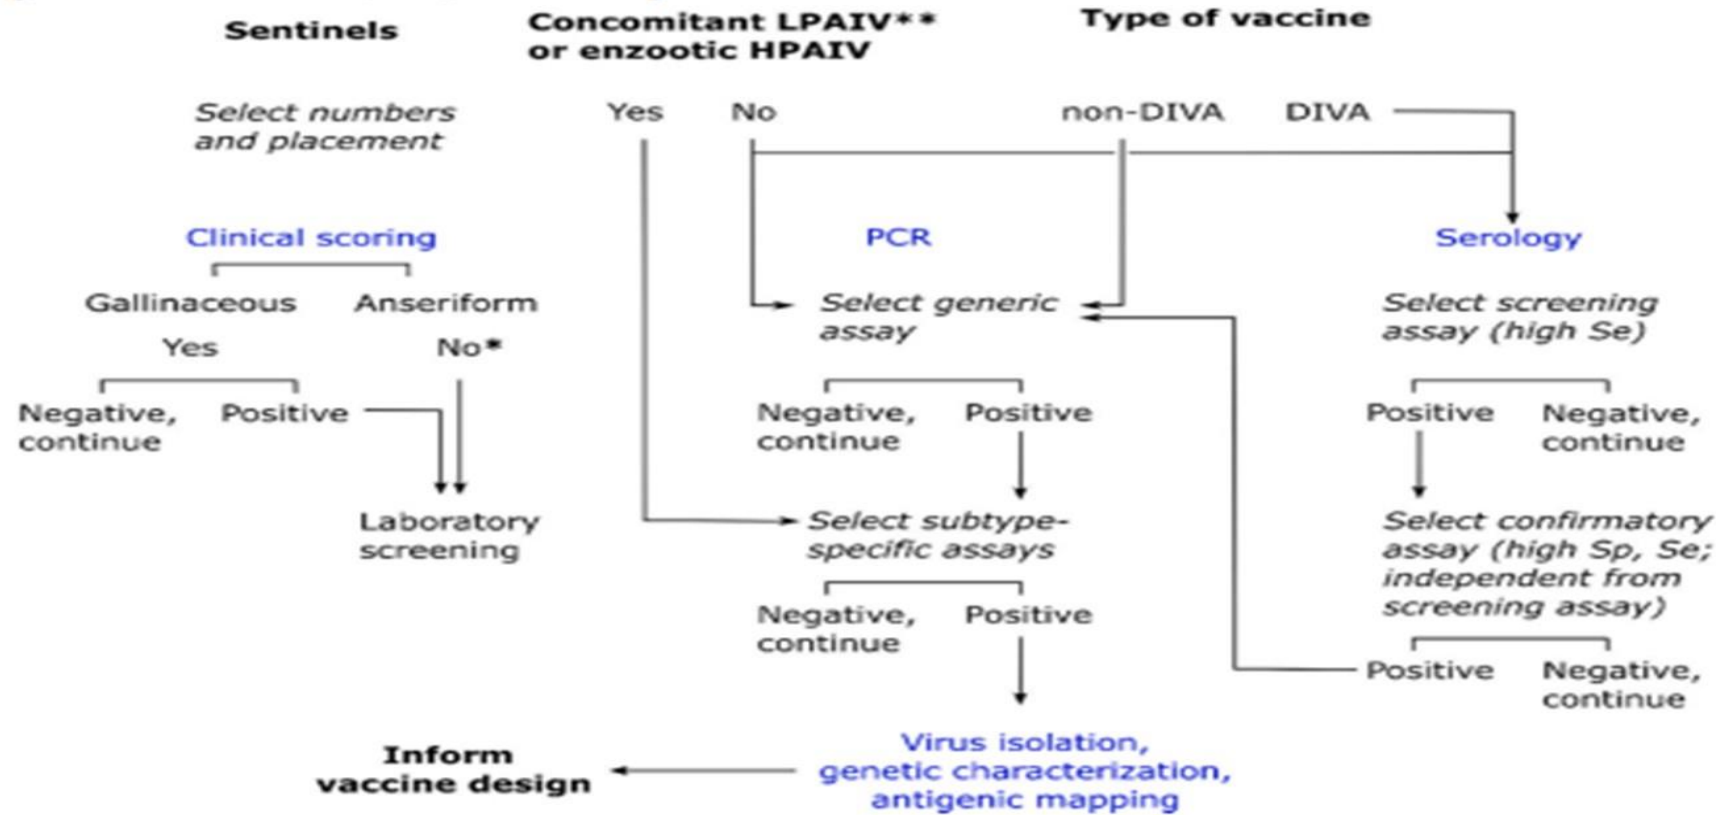 Sentinels
Select numbers
and placement
Clinical scoring
Gallinaceous
Anseriform
Yes
No*
Negative,
continue
Positive
Laboratory
screening
Concomitant LPAIV**
or enzootic HPAIV
Yes
No
PCR
Select generic
assay
Negative,
continue
Positive
Select subtype-
specific assays
Negative,
continue
Positive
Virus isolation,
genetic characterization,
antigenic mapping
Inform
vaccine design
Type of vaccine
non-DIVA
DIVA
Serology
Select screening
assay (high Se)
Positive
Negative,
continue
Select confirmatory
assay (high Sp, Se;
independent from
screening assay)
Positive
Negative,
continue